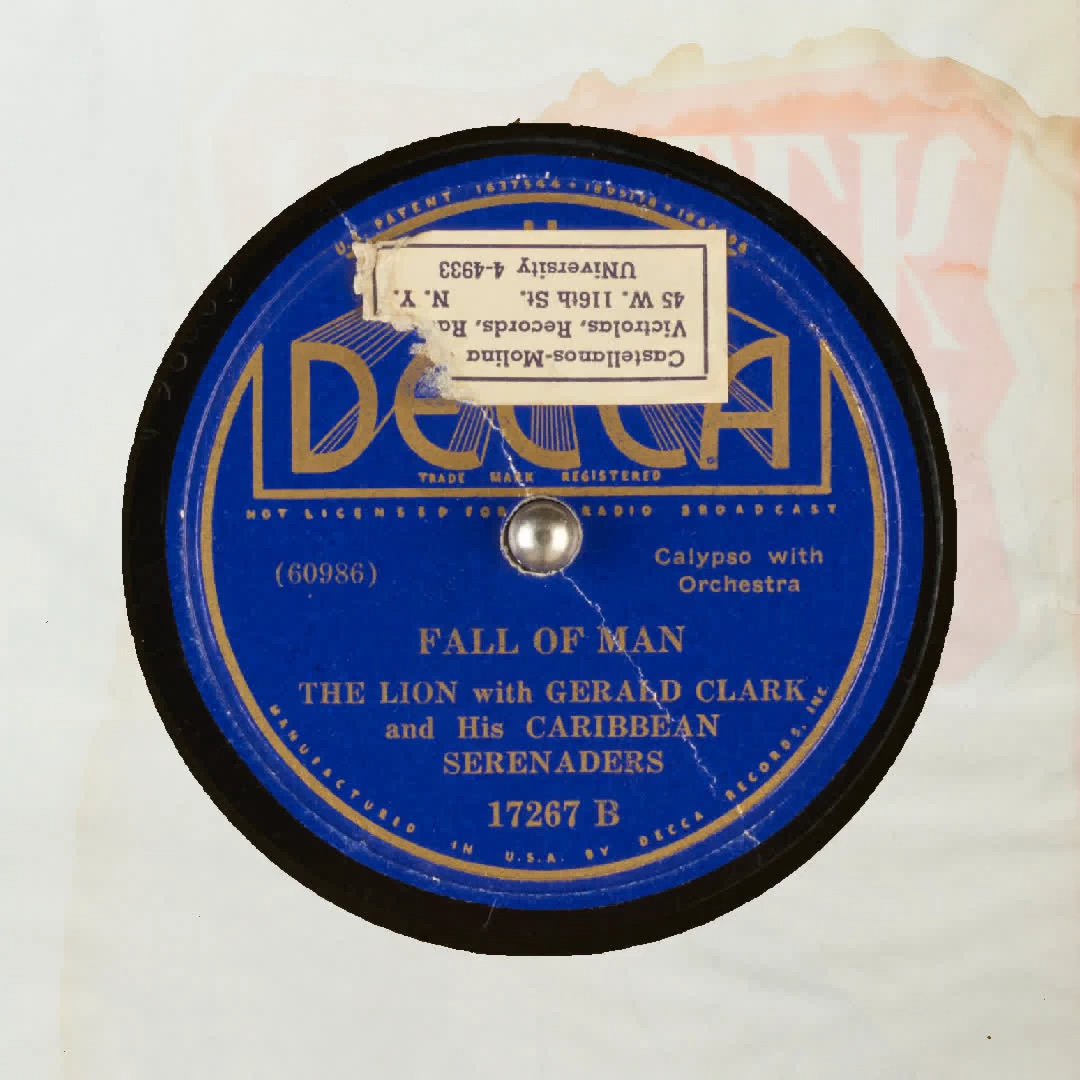 U.S. PATENT 1637544
Castellanos-Molina
Victrolas, Records,
45 W. 116th St. N. Y.
UNiversity 4-4933
DECCA
TRADE MARK REGISTERED
NOT LICENSED FOR RADIO BROADCAST
(60986)
Calypso with
Orchestra
FALL OF MAN
THE LION with GERALD CLARK
and His CARIBBEAN
SERENADERS
17267 B
MANUFACTURED IN U.S.A. BY DECCA RECORDS, INC